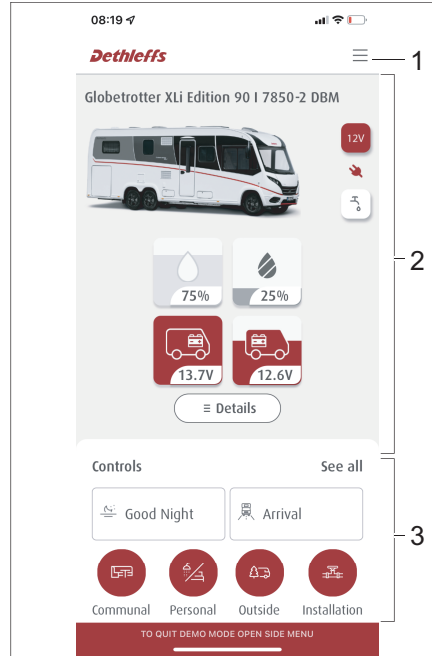 08:19
Dethleffs
1
Globetrotter XLi Edition 90 I 7850-2 DBM
12V
2
75%
25%
13.7V
12.6V
Details
Controls
See all
Good Night
Arrival
3
Communal
Personal
Outside
Installation
TO QUIT DEMO MODE OPEN SIDE MENU